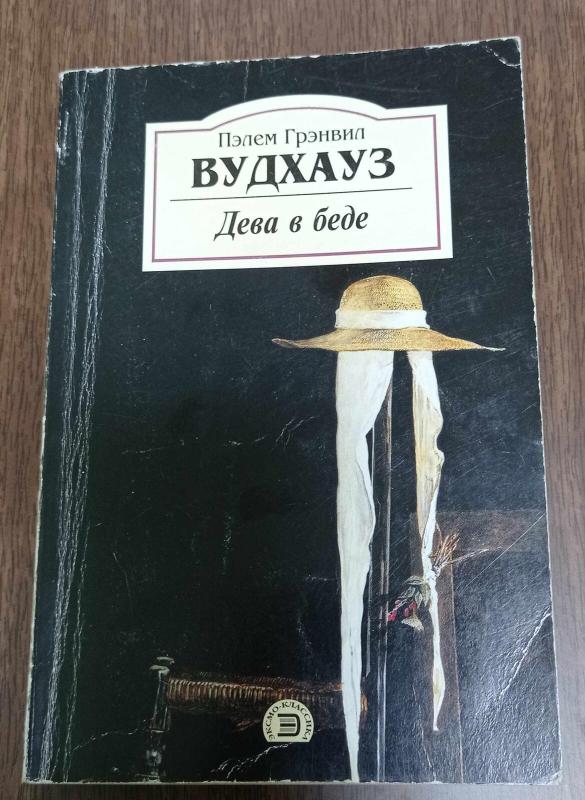 Пэлем Грэнвил
ВУДХАУЗ
Дева в беде
ЭКСМО-КЛАССИКА